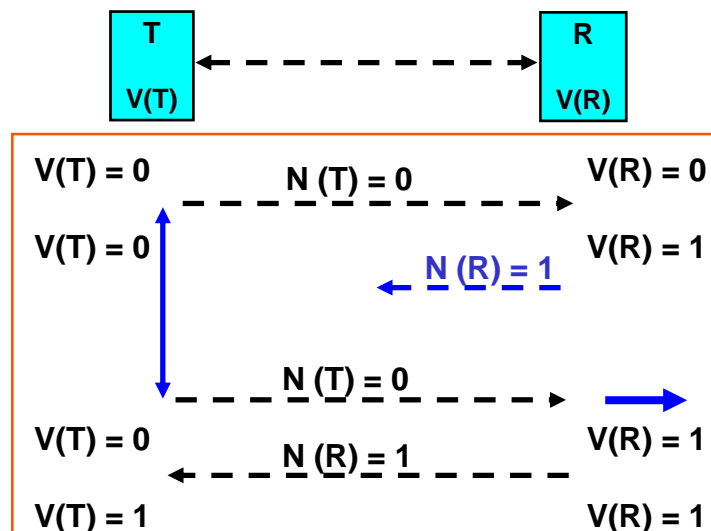 T R
V(T) V(R)
V(T) = 0 N (T) = 0 V(R) = 0
V(T) = 0 V(R) = 1
N (R) = 1
N (T) = 0
V(T) = 0 N (R) = 1 V(R) = 1
V(T) = 1 V(R) = 1